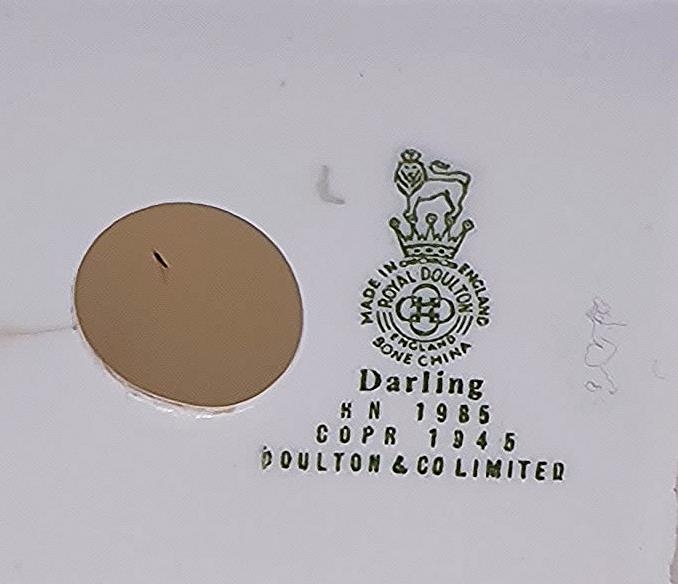 MADE IN ENGLAND
ROYAL DOULTON
ENGLAND
BONE CHINA
Darling
HN 1985
COPR 1945
DOULTON & CO LIMITED